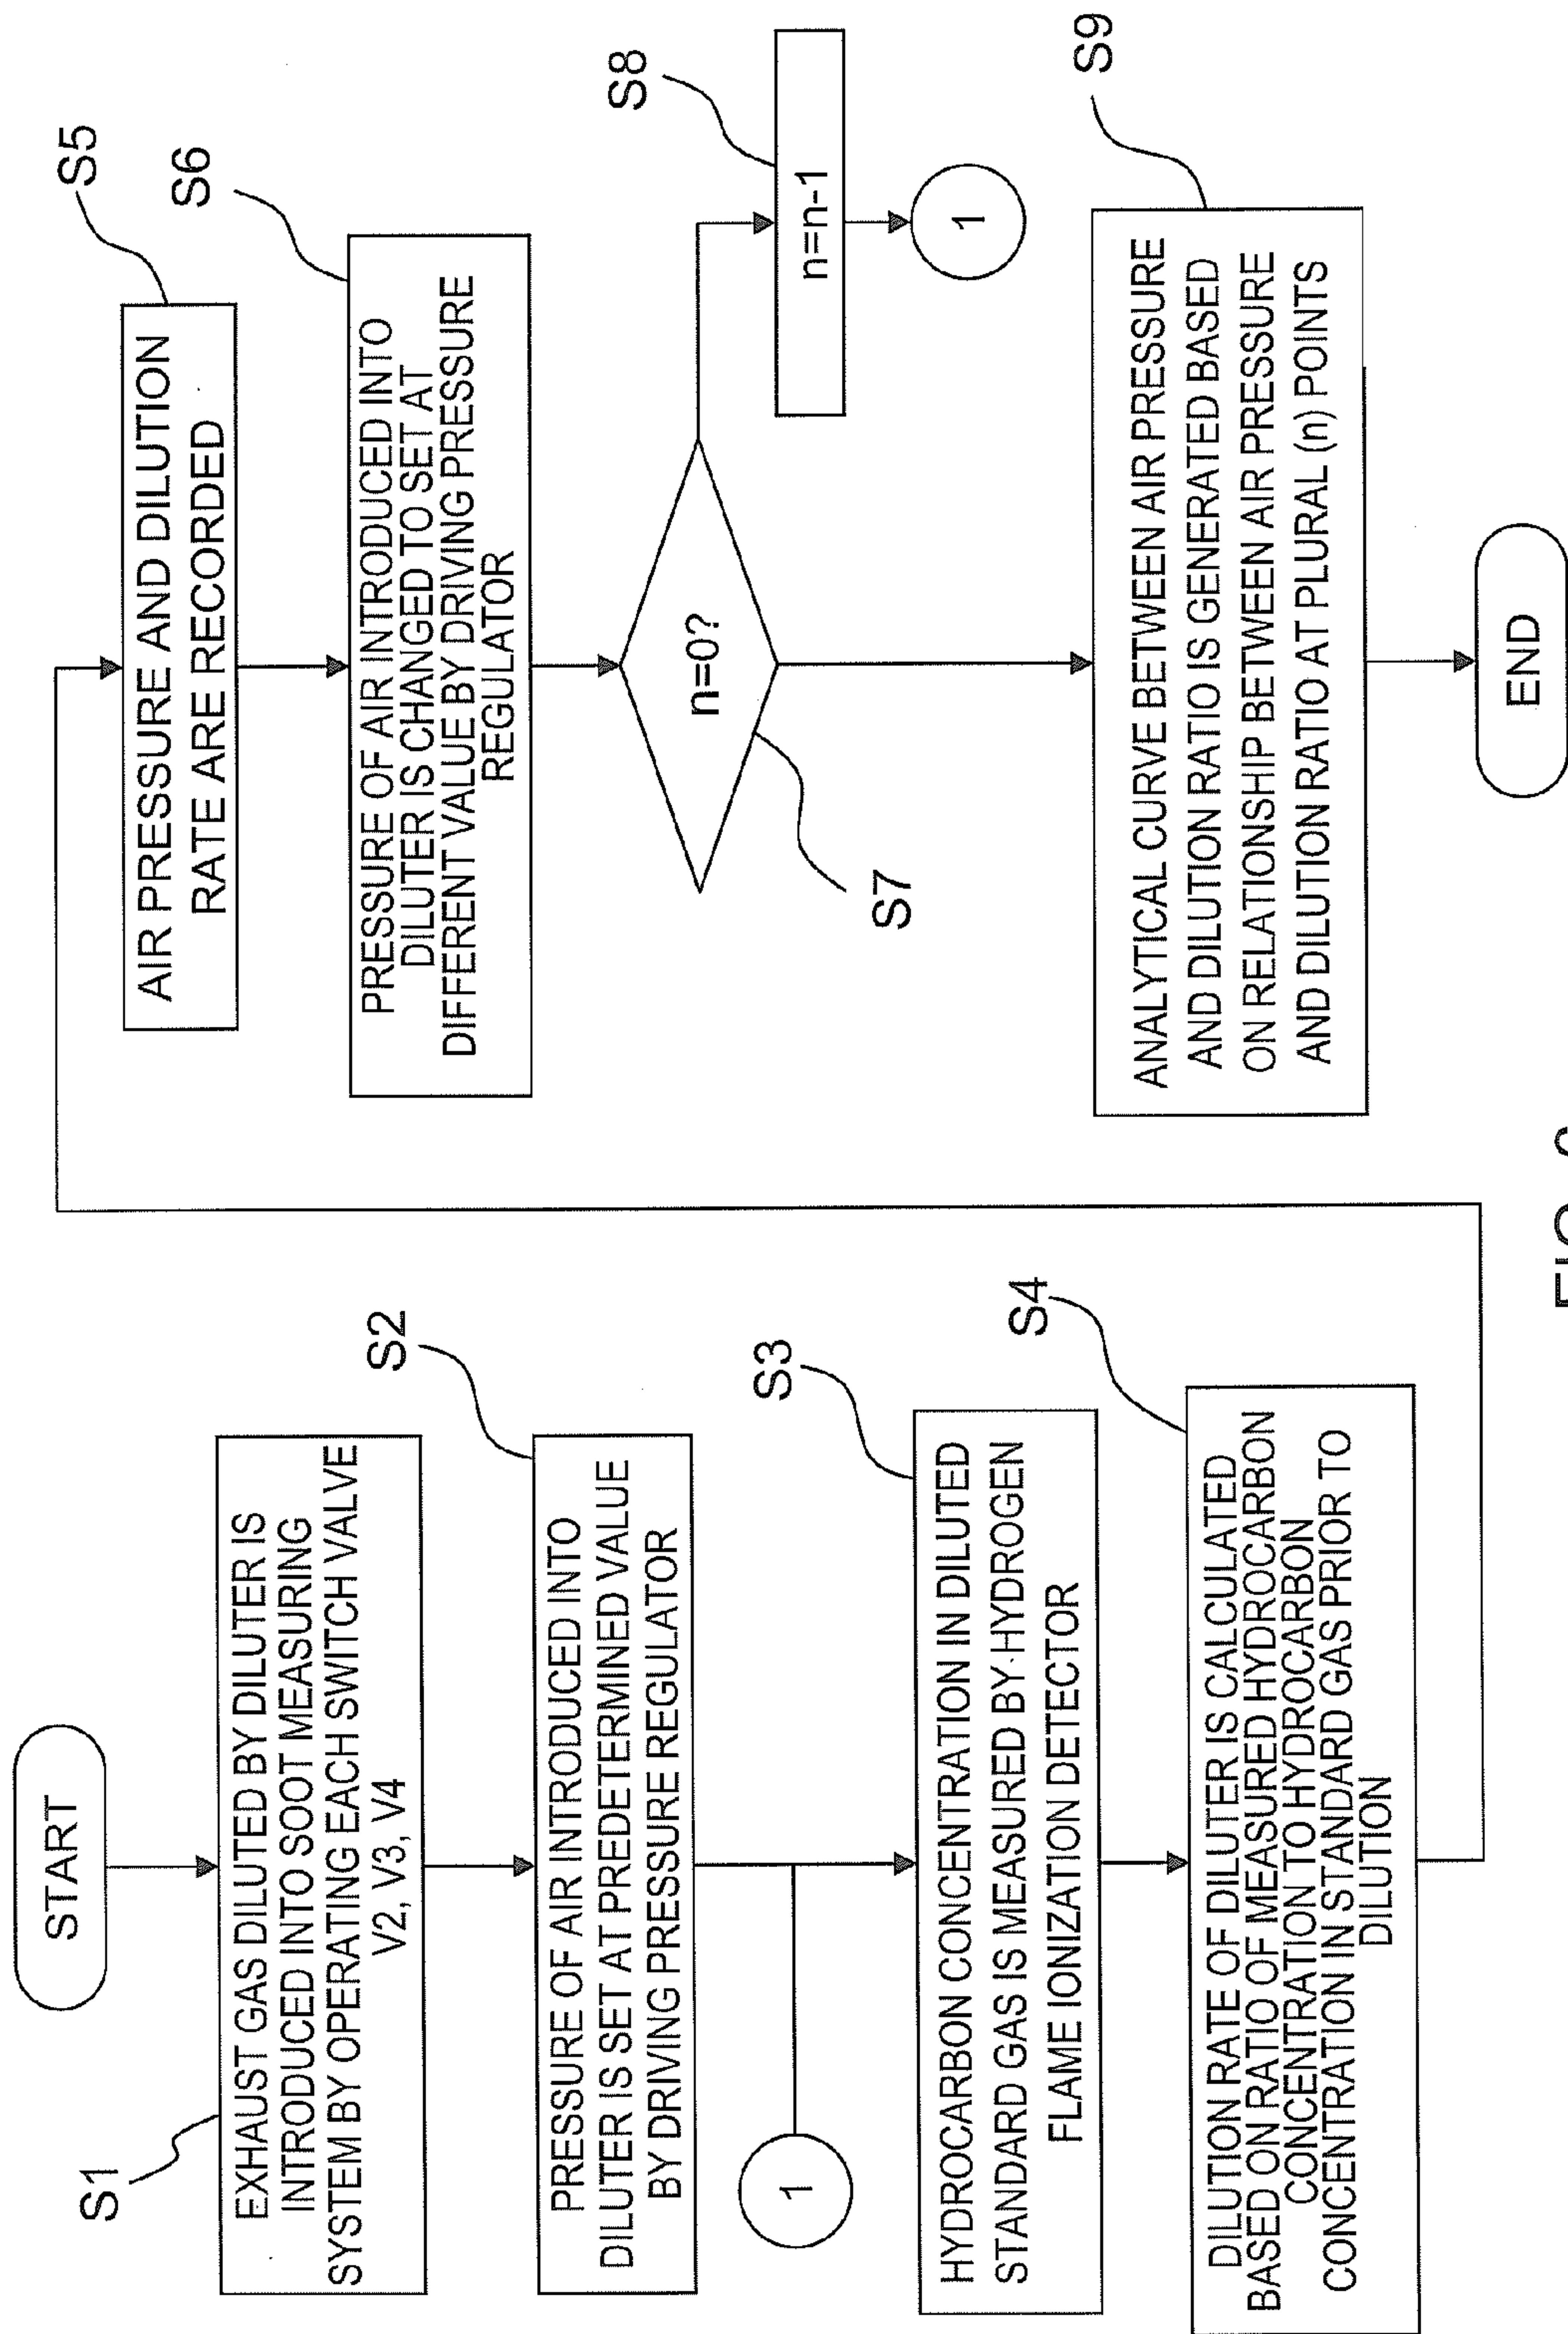 START
S1
EXHAUST GAS DILUTED BY DILUTER IS
INTRODUCED INTO SOOT MEASURING
SYSTEM BY OPERATING EACH SWITCH VALVE
V2, V3, V4
S2
PRESSURE OF AIR INTRODUCED INTO
DILUTER IS SET AT PREDETERMINED VALUE
BY DRIVING PRESSURE REGULATOR
1
S3
HYDROCARBON CONCENTRATION IN DILUTED
STANDARD GAS IS MEASURED BY HYDROGEN
FLAME IONIZATION DETECTOR
S4
DILUTION RATE OF DILUTER IS CALCULATED
BASED ON RATIO OF MEASURED HYDROCARBON
CONCENTRATION TO HYDROCARBON
CONCENTRATION IN STANDARD GAS PRIOR TO
DILUTION
S5
AIR PRESSURE AND DILUTION
RATE ARE RECORDED
S6
PRESSURE OF AIR INTRODUCED INTO
DILUTER IS CHANGED TO SET AT
DIFFERENT VALUE BY DRIVING PRESSURE
REGULATOR
S7
n=0?
S8
n=n-1
1
S9
ANALYTICAL CURVE BETWEEN AIR PRESSURE
AND DILUTION RATIO IS GENERATED BASED
ON RELATIONSHIP BETWEEN AIR PRESSURE
AND DILUTION RATIO AT PLURAL (n) POINTS
END
FIG.